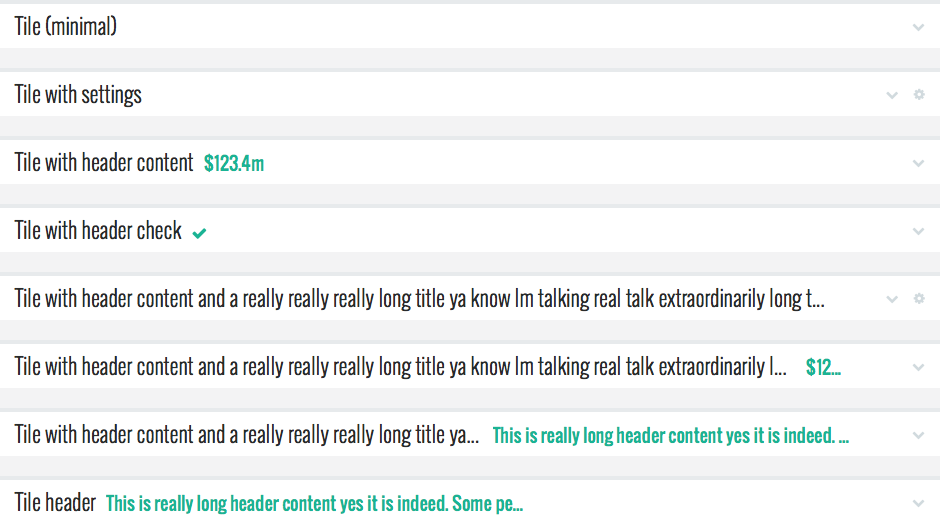 Tile (minimal)
Tile with settings
Tile with header content $123.4m
Tile with header check
Tile with header content and a really really really long title ya know Im talking real talk extraordinarily long t...
Tile with header content and a really really really long title ya know Im talking real talk extraordinarily l... $12...
Tile with header content and a really really really long title ya... This is really long header content yes it is indeed. ...
Tile header This is really long header content yes it is indeed. Some pe...